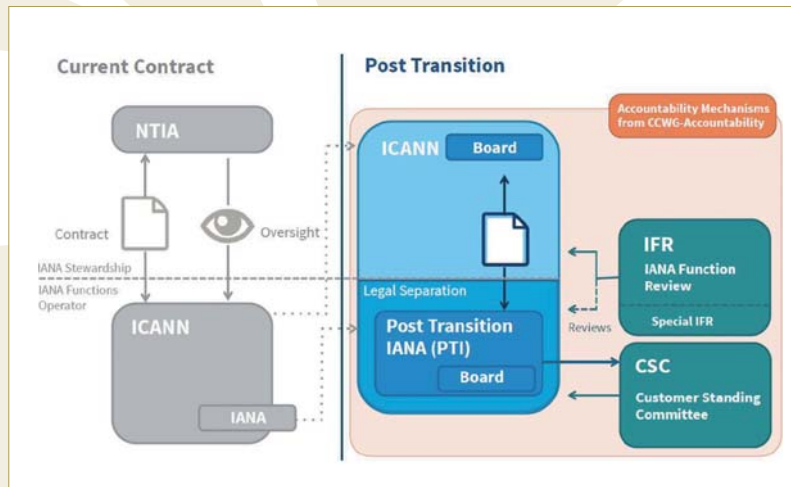 Current Contract
NTIA
Contract
Oversight
IANA Stewardship
IANA Functions
Operator
ICANN
IANA
Post Transition
Accountability Mechanisms
from CCWG-Accountability
ICANN
Board
Legal Separation
Post Transition
IANA (PTI)
Board
Reviews
IFR
IANA Function
Review
Special IFR
CSC
Customer Standing
Committee